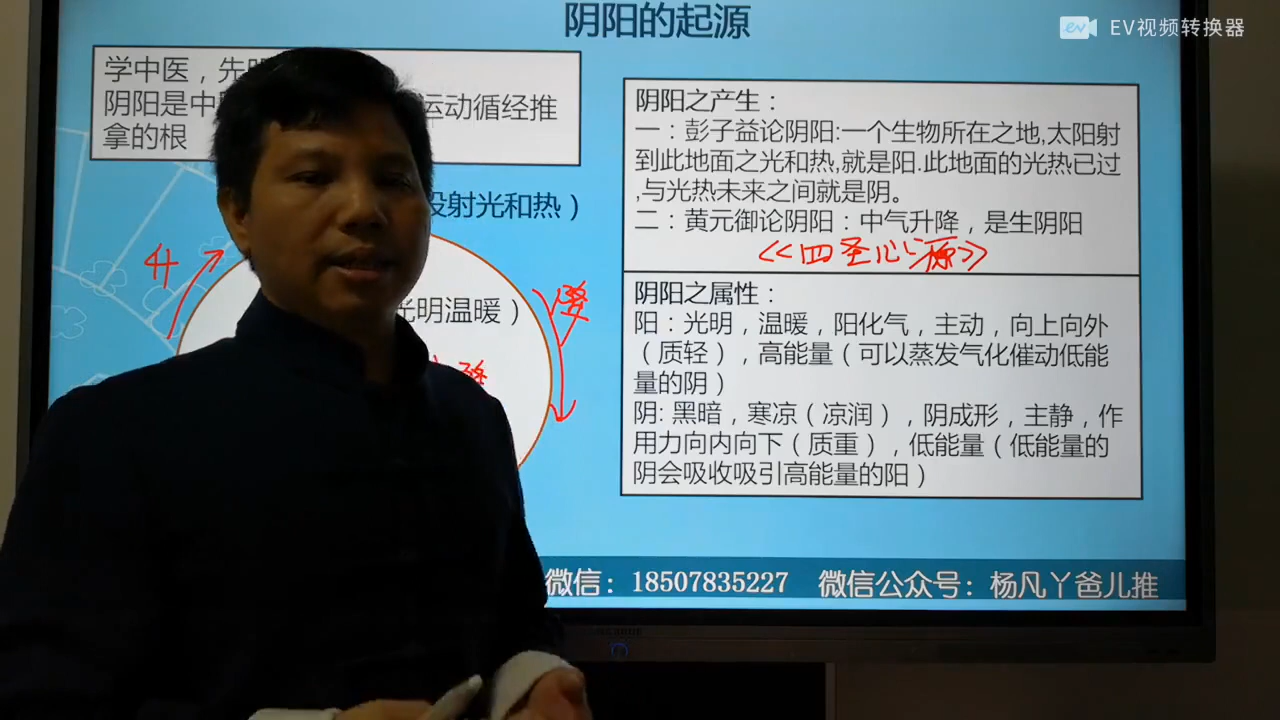 阴阳的起源
EV视频转换器
学中医，先明
阴阳是中
运动循经推
拿的根
射光和热）
升
光明温暖）
降
降
阴阳之产生：
一：彭子益论阴阳:一个生物所在之地,太阳射
到此地面之光和热,就是阳.此地面的光热已过
,与光热未来之间就是阴。
二：黄元御论阴阳：中气升降，是生阴阳
<<四圣心源>>
阴阳之属性：
阳：光明，温暖，阳化气，主动，向上向外
（质轻），高能量（可以蒸发气化催动低能
量的阴）
阴: 黑暗，寒凉（凉润），阴成形，主静，作
用力向内向下（质重），低能量（低能量的
阴会吸收吸引高能量的阳）
微信：18507835227 微信公众号：杨凡丫爸儿推